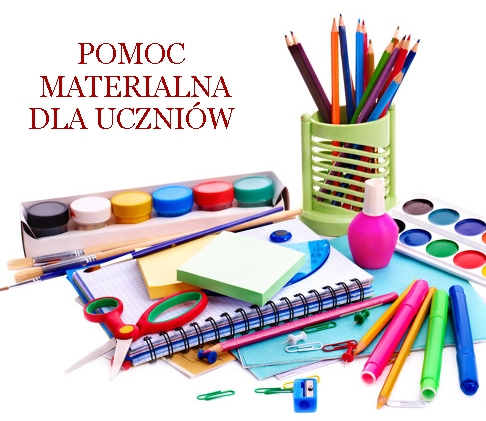 POMOC
MATERIALNA
DLA UCZNIÓW